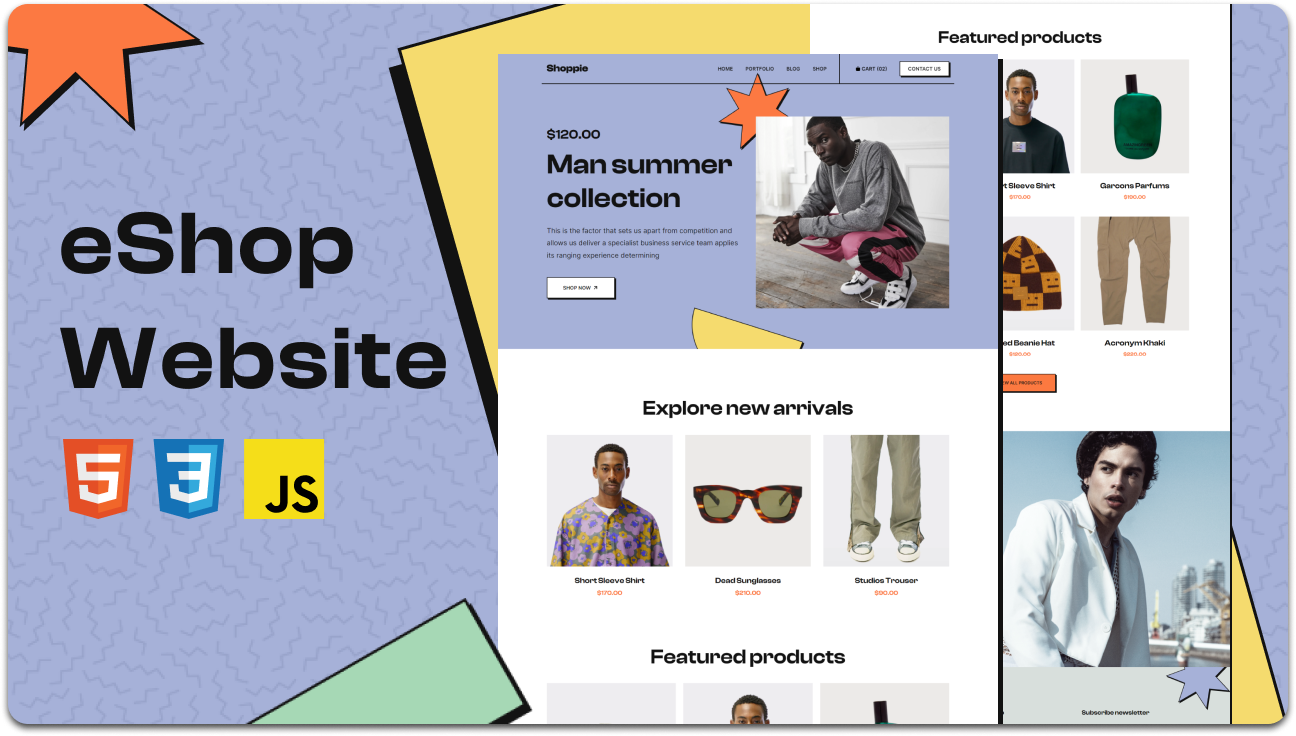 eShop
Website
5
3
JS
Shoppie
HOME
PORTFOLIO
BLOG
SHOP
CART (02)
CONTACT US
$120.00
Man summer
collection
This is the factor that sets us apart from competition and
allows us deliver a specialist business service team applies
its ranging experience determining
SHOP NOW
Explore new arrivals
Short Sleeve Shirt
$170.00
Dead Sunglasses
$210.00
Studios Trouser
$90.00
Featured products
Featured products
Sleeve Shirt
$170.00
Garcons Parfums
$190.00
Beanie Hat
$120.00
Acronym Khaki
$220.00
ALL PRODUCTS
Subscribe newsletter